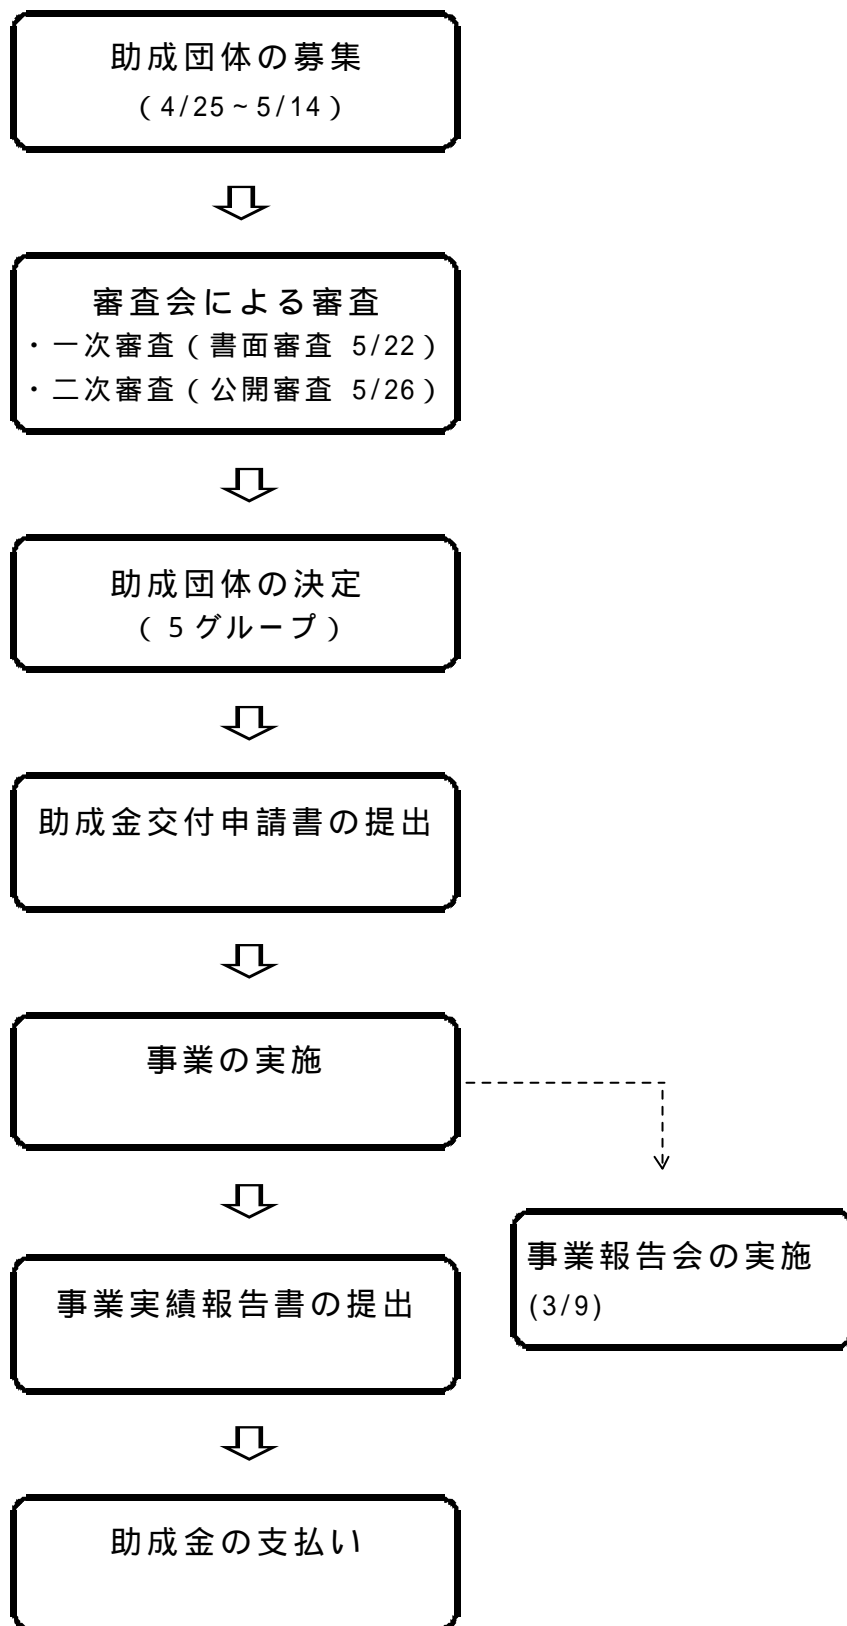 助成団体の募集
（4/25~5/14）
審査会による審査
・一次審査（書面審査 5/22）
・二次審査（公開審査 5/26）
助成団体の決定
（5グループ）
助成金交付申請書の提出
事業の実施
事業報告会の実施
(3/9)
事業実績報告書の提出
助成金の支払い